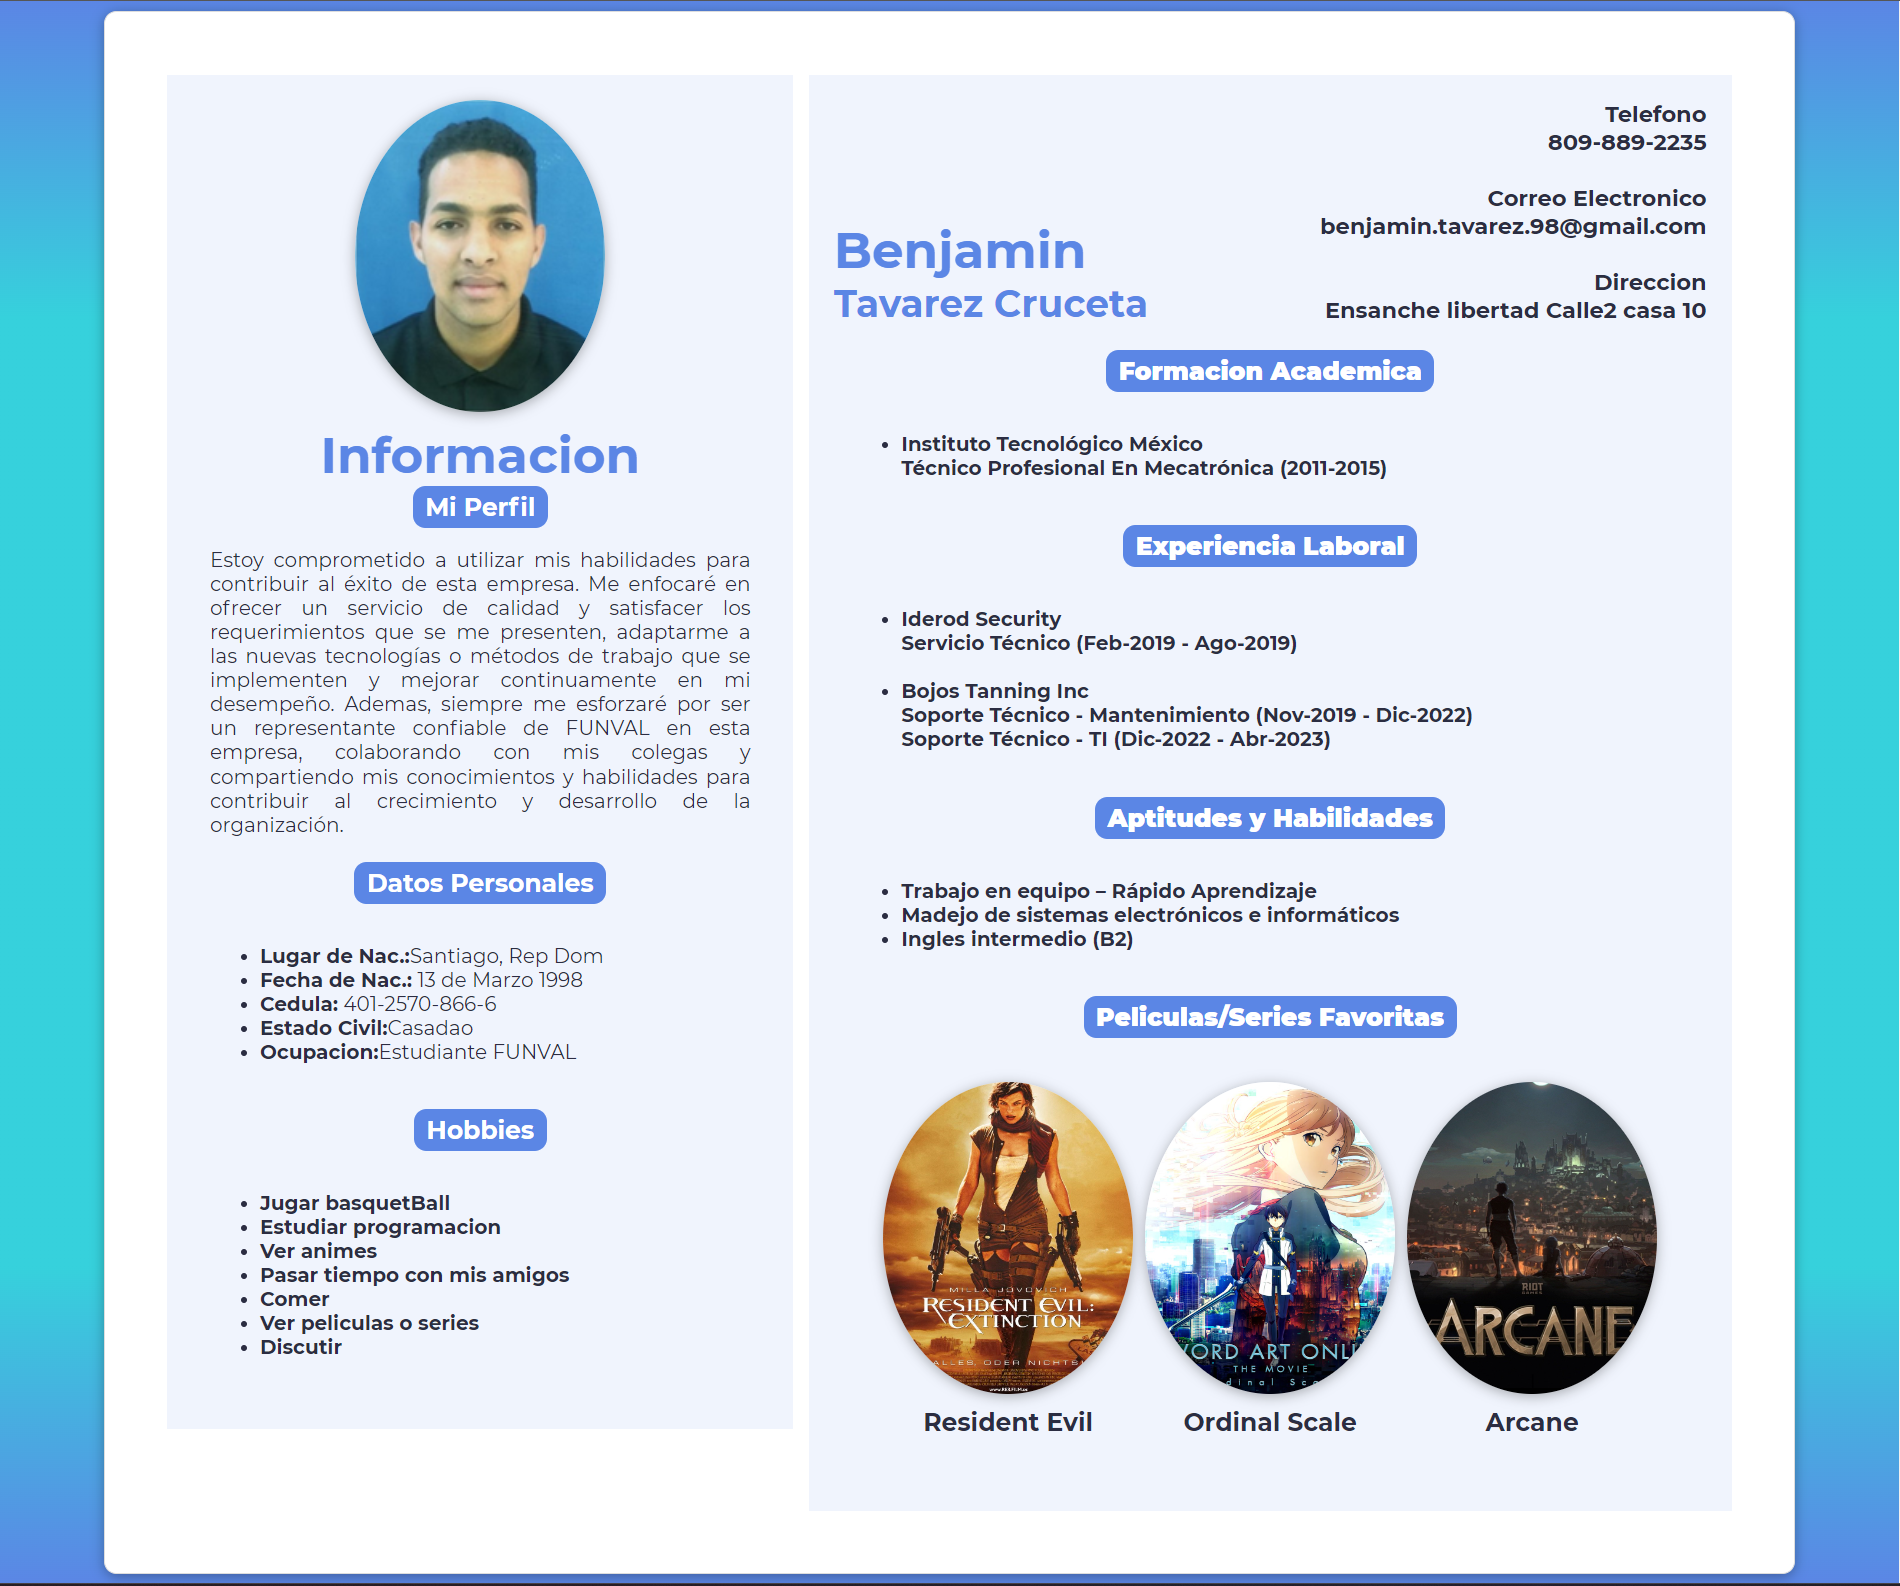 Informacion
Mi Perfil
Estoy comprometido a utilizar mis habilidades para
contribuir al éxito de esta empresa. Me enfocaré en
ofrecer un servicio de calidad y satisfacer los
requerimientos que se me presenten, adaptarme a
las nuevas tecnologías o métodos de trabajo que se
implementen y mejorar continuamente en mi
desempeño. Ademas, siempre me esforzaré por ser
un representante confiable de FUNVAL en esta
empresa, colaborando con mis colegas y
compartiendo mis conocimientos y habilidades para
contribuir al crecimiento y desarrollo de la
organización.
Datos Personales
Lugar de Nac.:Santiago, Rep Dom
Fecha de Nac.: 13 de Marzo 1998
Cedula: 401-2570-866-6
Estado Civil:Casadao
Ocupacion:Estudiante FUNVAL
Hobbies
Jugar basquetBall
Estudiar programacion
Ver animes
Pasar tiempo con mis amigos
Comer
Ver peliculas o series
Discutir
Telefono
809-889-2235
Correo Electronico
benjamin.tavarez.98@gmail.com
Direccion
Ensanche libertad Calle2 casa 10
Benjamin
Tavarez Cruceta
Formacion Academica
Instituto Tecnológico México
Técnico Profesional En Mecatrónica (2011-2015)
Experiencia Laboral
Iderod Security
Servicio Técnico (Feb-2019 - Ago-2019)
Bojos Tanning Inc
Soporte Técnico - Mantenimiento (Nov-2019 - Dic-2022)
Soporte Técnico - TI (Dic-2022 - Abr-2023)
Aptitudes y Habilidades
Trabajo en equipo – Rápido Aprendizaje
Madejo de sistemas electrónicos e informáticos
Ingles intermedio (B2)
Peliculas/Series Favoritas
MILLA JOVOVICH
RESIDENT EVIL:
EXTINCTION
ALLES, ODER NICHTS
WORD ART ONLI
THE MOVIE
dinal Sca
RIOT
GAMES
ARCANE
Resident Evil
Ordinal Scale
Arcane